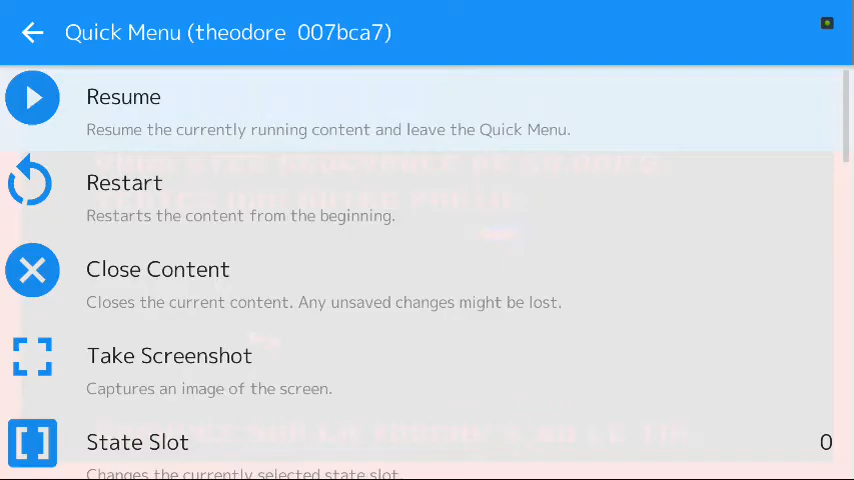 Quick Menu (theodore 007bca7)
Resume
Resume the currently running content and leave the Quick Menu.
Restart
Restarts the content from the beginning.
Close Content
Closes the current content. Any unsaved changes might be lost.
Take Screenshot
Captures an image of the screen.
State Slot 0
Changes the currently selected state slot.